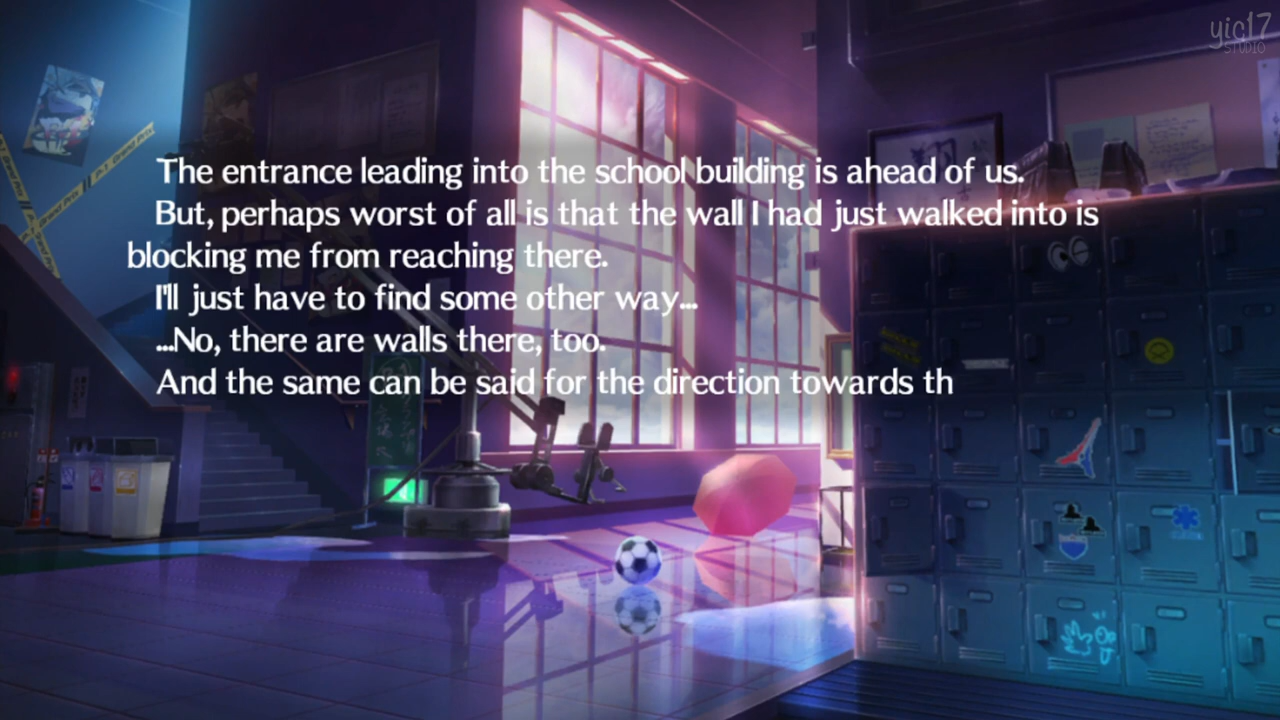 yic17
STUDIO
The entrance leading into the school building is ahead of us.
But, perhaps worst of all is that the wall I had just walked into is
blocking me from reaching there.
I'll just have to find some other way...
...No, there are walls there, too.
And the same can be said for the direction towards th